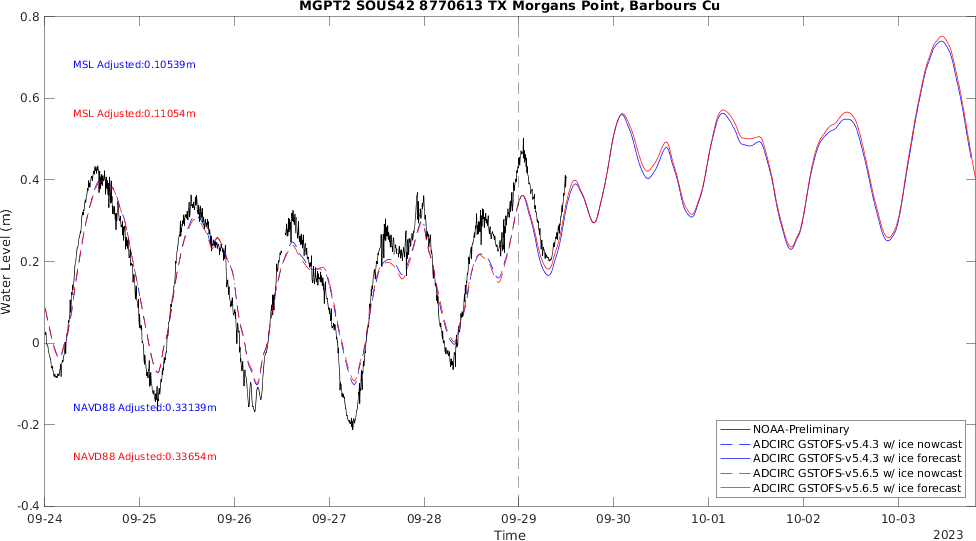 MGPT2 SOUS42 8770613 TX Morgans Point, Barbours Cu
Water Level (m)
0.8
0.6
0.4
0.2
0
-0.2
-0.4
MSL Adjusted:0.10539m
MSL Adjusted:0.11054m
NAVD88 Adjusted:0.33139m
NAVD88 Adjusted:0.33654m
NOAA-Preliminary
ADCIRC GSTOFS-v5.4.3 w/ ice nowcast
ADCIRC GSTOFS-v5.4.3 w/ ice forecast
ADCIRC GSTOFS-v5.6.5 w/ ice nowcast
ADCIRC GSTOFS-v5.6.5 w/ ice forecast
09-24 09-25 09-26 09-27 09-28 09-29 09-30 10-01 10-02 10-03
Time
2023